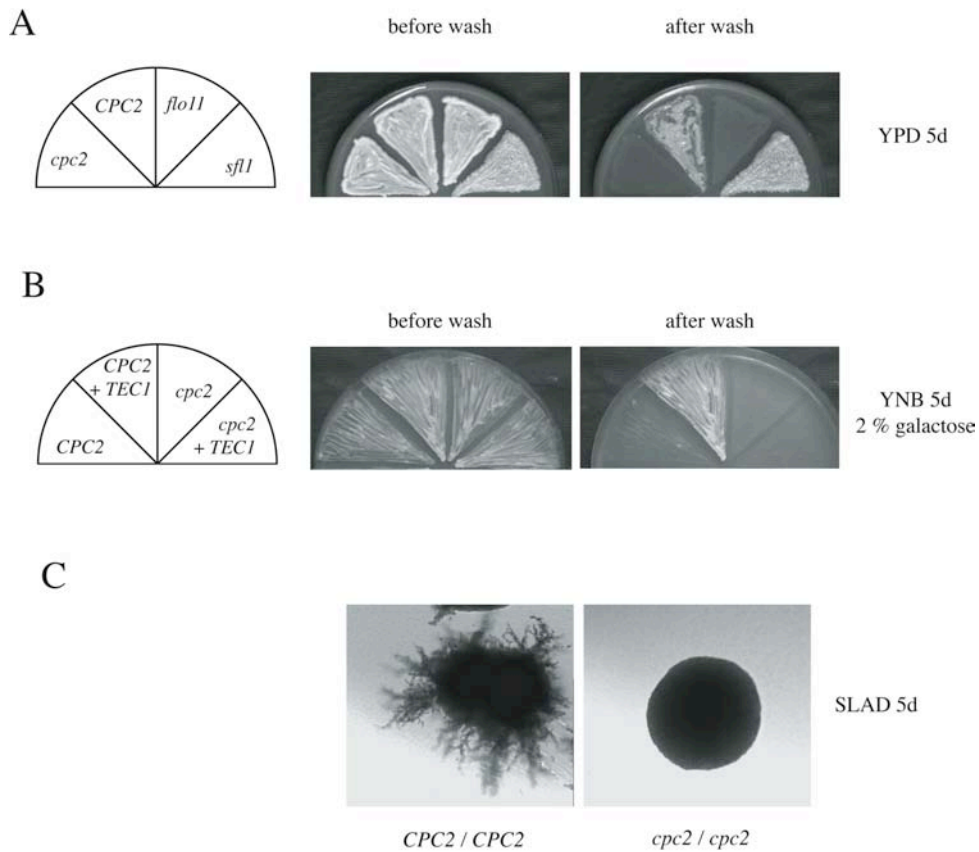 A
before wash
after wash
CPC2
flo11
cpc2
sfl1
YPD 5d
B
before wash
after wash
CPC2
+ TEC1
cpc2
CPC2
cpc2
+ TEC1
YNB 5d
2 % galactose
C
SLAD 5d
CPC2 / CPC2
cpc2 / cpc2